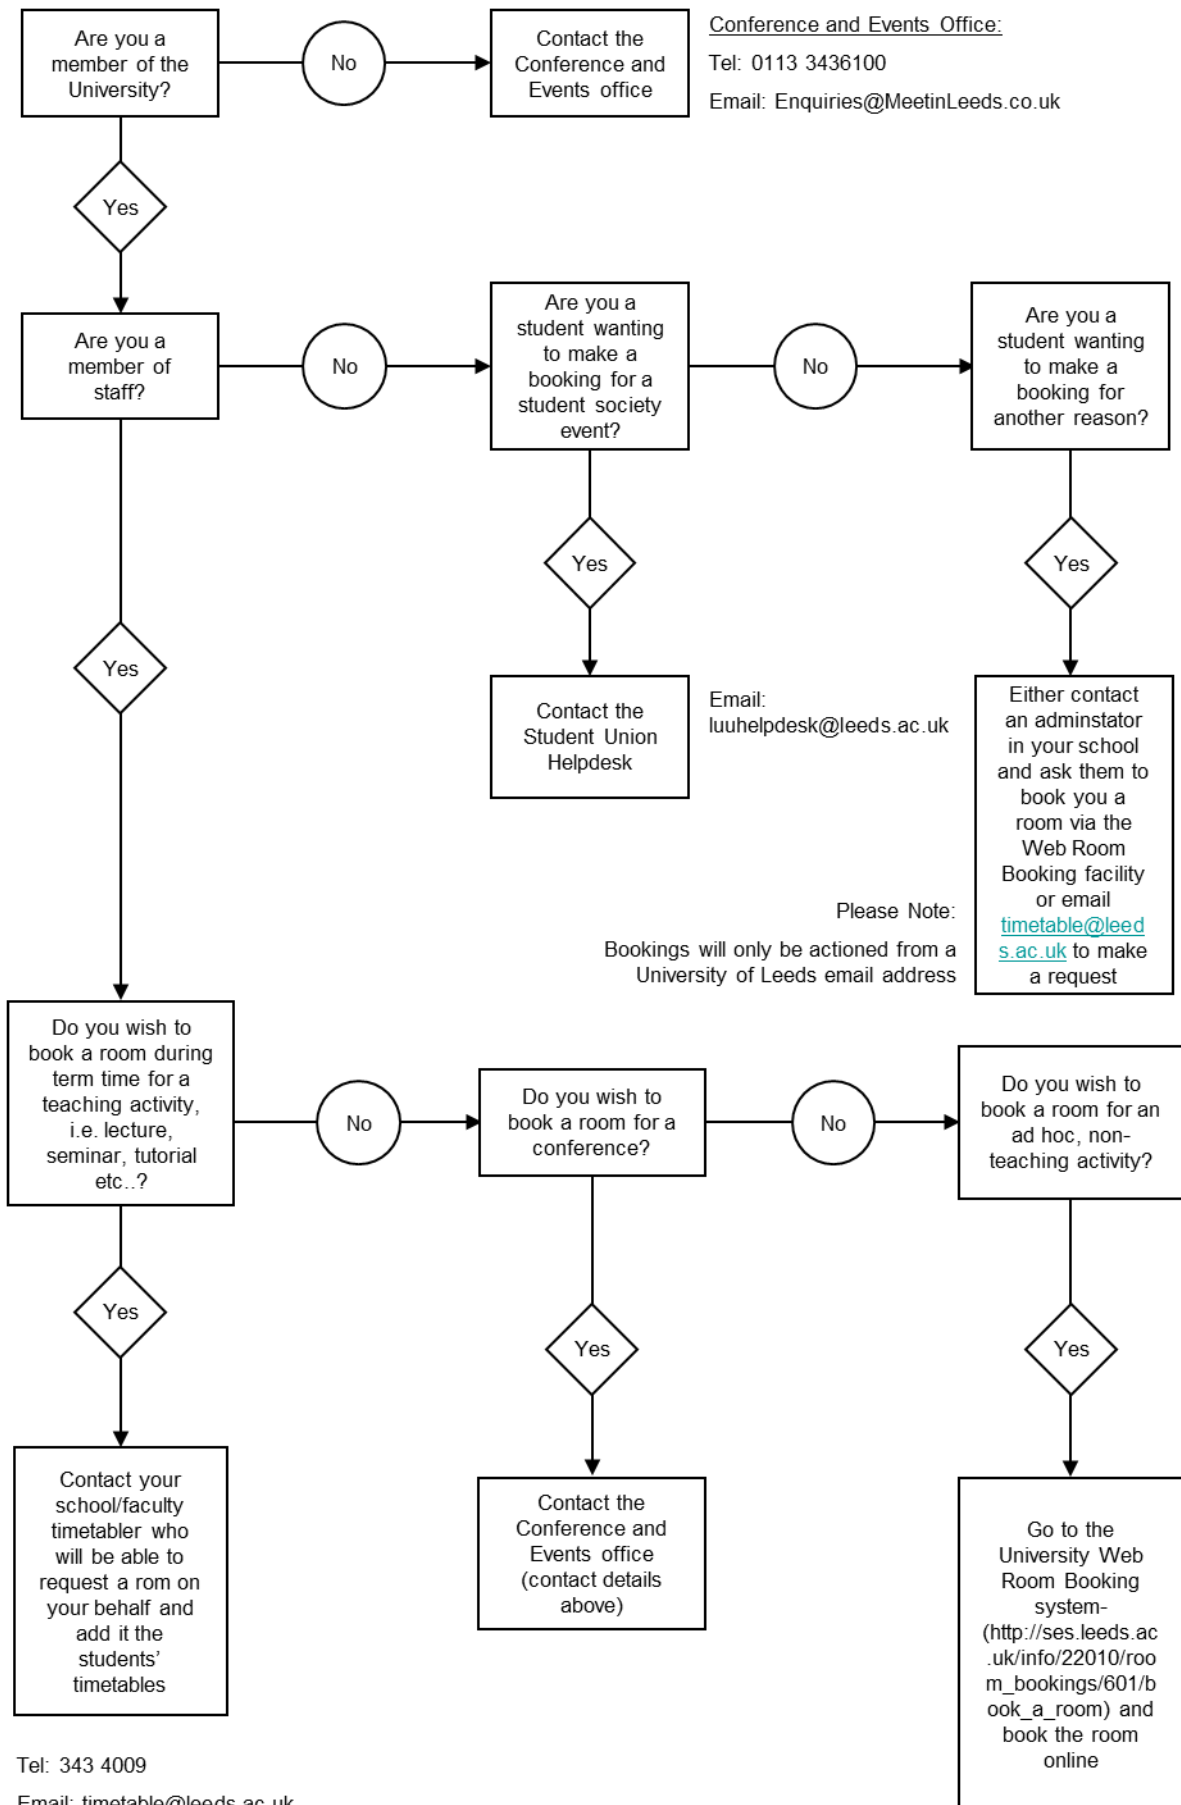 Are you a
member of the
University?
No
Contact the
Conference and
Events office
Conference and Events Office:
Tel: 0113 3436100
Email: Enquiries@MeetinLeeds.co.uk
Yes
Are you a
member of
staff?
No
Are you a
student wanting
to make a
booking for a
student society
event?
No
Are you a
student wanting
to make a
booking for
another reason?
Yes
Yes
Yes
Contact the
Student Union
Helpdesk
Email:
luuhelpdesk@leeds.ac.uk
Either contact
an adminstator
in your school
and ask them to
book you a
room via the
Web Room
Booking facility
or email
timetable@leed
s.ac.uk to make
a request
Please Note:
Bookings will only be actioned from a
University of Leeds email address
Do you wish to
book a room during
term time for a
teaching activity,
i.e. lecture,
seminar, tutorial
etc..?
No
Do you wish to
book a room for a
conference?
No
Do you wish to
book a room for an
ad hoc, non-
teaching activity?
Yes
Yes
Yes
Contact your
school/faculty
timetabler who
will be able to
request a rom on
your behalf and
add it the
students’
timetables
Contact the
Conference and
Events office
(contact details
above)
Go to the
University Web
Room Booking
system-
(http://ses.leeds.ac
.uk/info/22010/roo
m_bookings/601/b
ook_a_room) and
book the room
online
Tel: 343 4009
Email: timetable@leeds.ac.uk